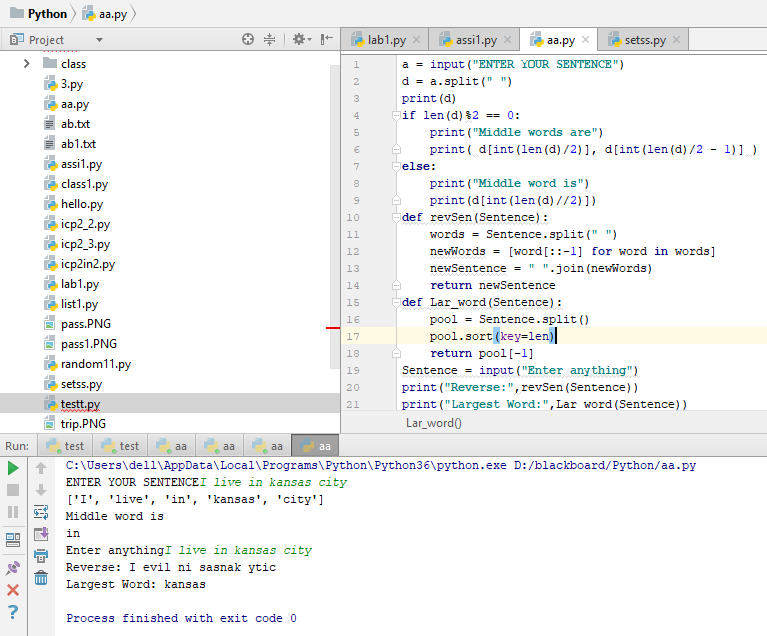 Python aa.py
Project
lab1.py assi1.py aa.py setss.py
class
3.py
aa.py
ab.txt
ab1.txt
assi1.py
class1.py
hello.py
icp2_2.py
icp2_3.py
icp2in2.py
lab1.py
list1.py
pass.PNG
pass1.PNG
random11.py
setss.py
testt.py
trip.PNG
1 a = input("ENTER YOUR SENTENCE")
2 d = a.split(" ")
3 print(d)
4 if len(d)%2 == 0:
5 print("Middle words are")
6 print( d[int(len(d)/2)], d[int(len(d)/2 - 1)] )
7 else:
8 print("Middle word is")
9 print(d[int(len(d)//2)])
10 def revSen(Sentence):
11 words = Sentence.split(" ")
12 newWords = [word[::-1] for word in words]
13 newSentence = " ".join(newWords)
14 return newSentence
15 def Lar_word(Sentence):
16 pool = Sentence.split()
17 pool.sort(key=len)
18 return pool[-1]
19 Sentence = input("Enter anything")
20 print("Reverse:",revSen(Sentence))
21 print("Largest Word:",Lar_word(Sentence))
Lar_word()
Run: test test aa aa aa aa
C:\Users\dell\AppData\Local\Programs\Python\Python36\python.exe D:/blackboard/Python/aa.py
ENTER YOUR SENTENCEI live in kansas city
['I', 'live', 'in', 'kansas', 'city']
Middle word is
in
Enter anythingI live in kansas city
Reverse: I evil ni sasnak ytic
Largest Word: kansas
Process finished with exit code 0